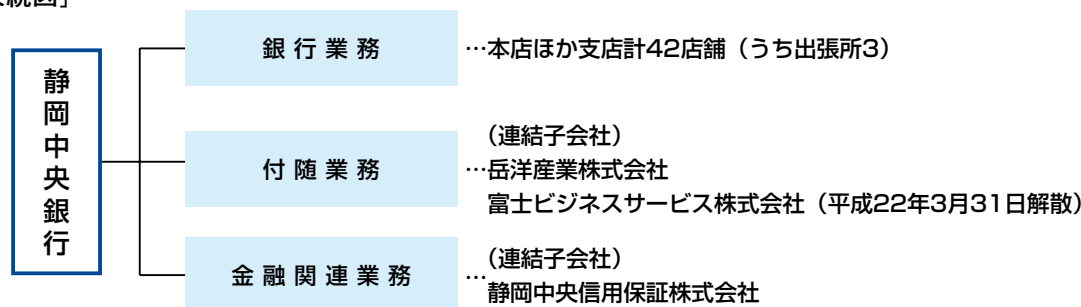 系統図」
静岡中央銀行
銀行業務
…本店ほか支店計42店舗（うち出張所3）
付随業務
（連結子会社）
…岳洋産業株式会社
富士ビジネスサービス株式会社（平成22年3月31日解散）
金融関連業務
（連結子会社）
…
静岡中央信用保証株式会社